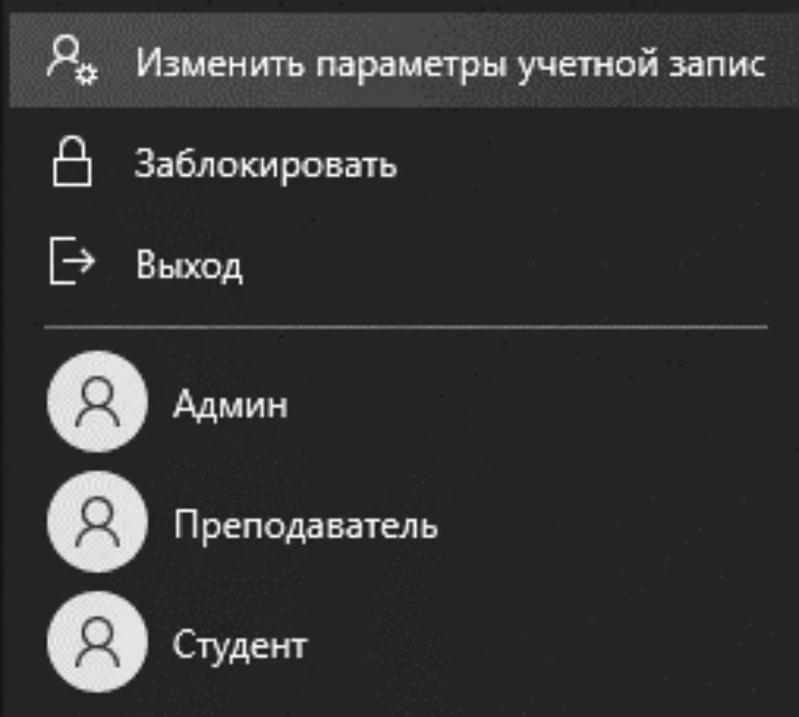 Изменить параметры учетной запис
Заблокировать
Выход
Админ
Преподаватель
Студент